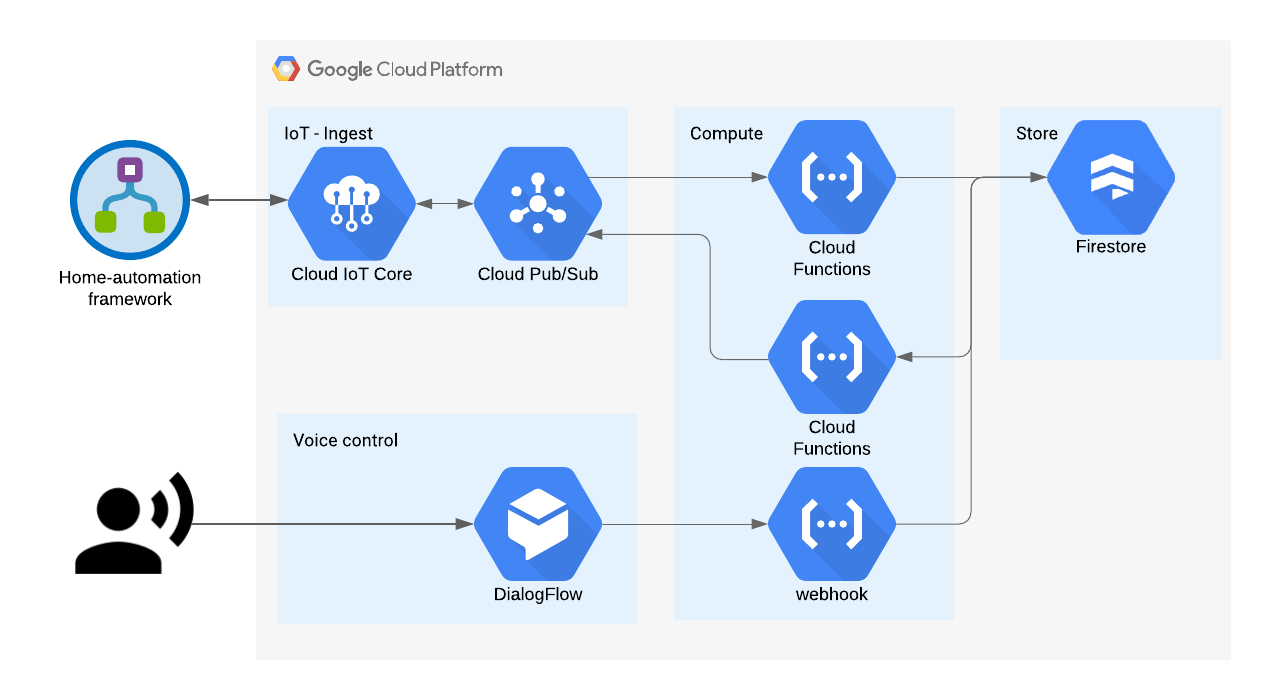 Google Cloud Platform
IoT - Ingest
Compute
Store
Cloud
Functions
Firestore
Cloud IoT Core
Cloud Pub/Sub
Home-automation
framework
Cloud
Functions
Voice control
DialogFlow
webhook